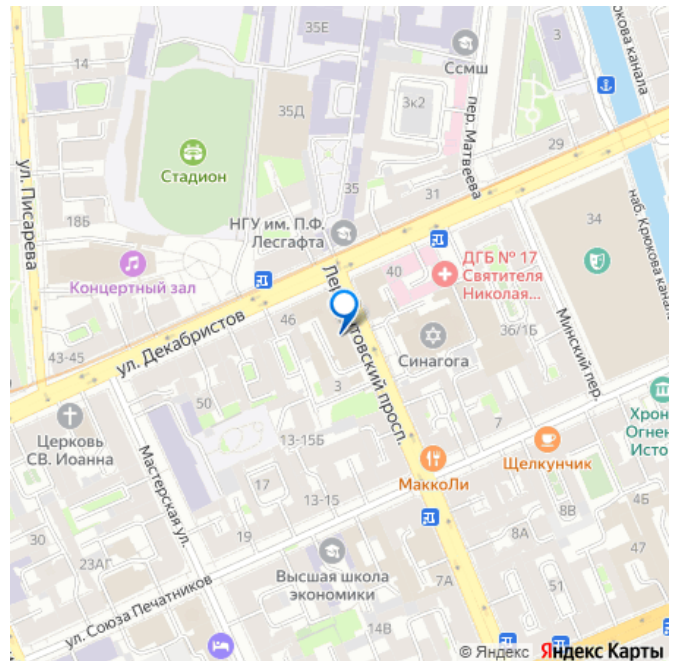 35Е
3
14
Ссмш
3к2
Крюкова канала
35Д
пер. Матвеева
29
Стадион
ул. Писарева
35
31
18Б
НГУ им. П.Ф.
Лесгафта
34
наб. Крюкова канала
40
ДГБ № 17
Святителя
Николая...
Концертный зал
ул. Декабристов
46
36/1Б
Минский пер.
Синагога
43-45
3
50
7
Хрон
Огнен
Исто
Церковь
СВ. Иоанна
13-15Б
Мастерская ул.
МаккоЛи
Щелкунчик
17
13-15
4Б
8В
30
19
8А
47
23АГ
Высшая школа
экономики
7А
51
ул. Союза Печатников
14В
© Яндекс Яндекс Карты